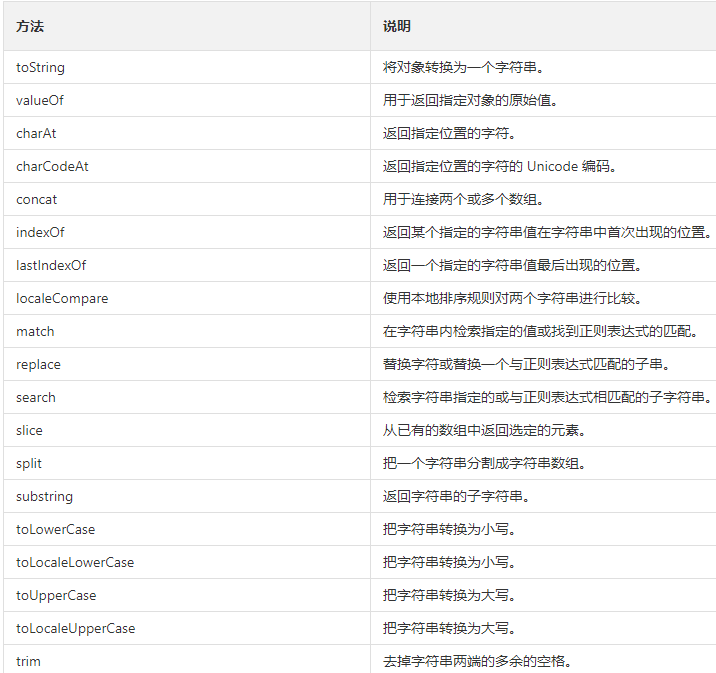 方法 说明
toString 将对象转换为一个字符串。
valueOf 用于返回指定对象的原始值。
charAt 返回指定位置的字符。
charCodeAt 返回指定位置的字符的 Unicode 编码。
concat 用于连接两个或多个数组。
indexOf 返回某个指定的字符串值在字符串中首次出现的位置。
lastIndexOf 返回一个指定的字符串值最后出现的位置。
localeCompare 使用本地排序规则对两个字符串进行比较。
match 在字符串内检索指定的值或找到正则表达式的匹配。
replace 替换字符或替换一个与正则表达式匹配的子串。
search 检索字符串指定的或与正则表达式相匹配的子字符串。
slice 从已有的数组中返回选定的元素。
split 把一个字符串分割成字符串数组。
substring 返回字符串的子字符串。
toLowerCase 把字符串转换为小写。
toLocaleLowerCase 把字符串转换为小写。
toUpperCase 把字符串转换为大写。
toLocaleUpperCase 把字符串转换为大写。
trim 去掉字符串两端的多余的空格。